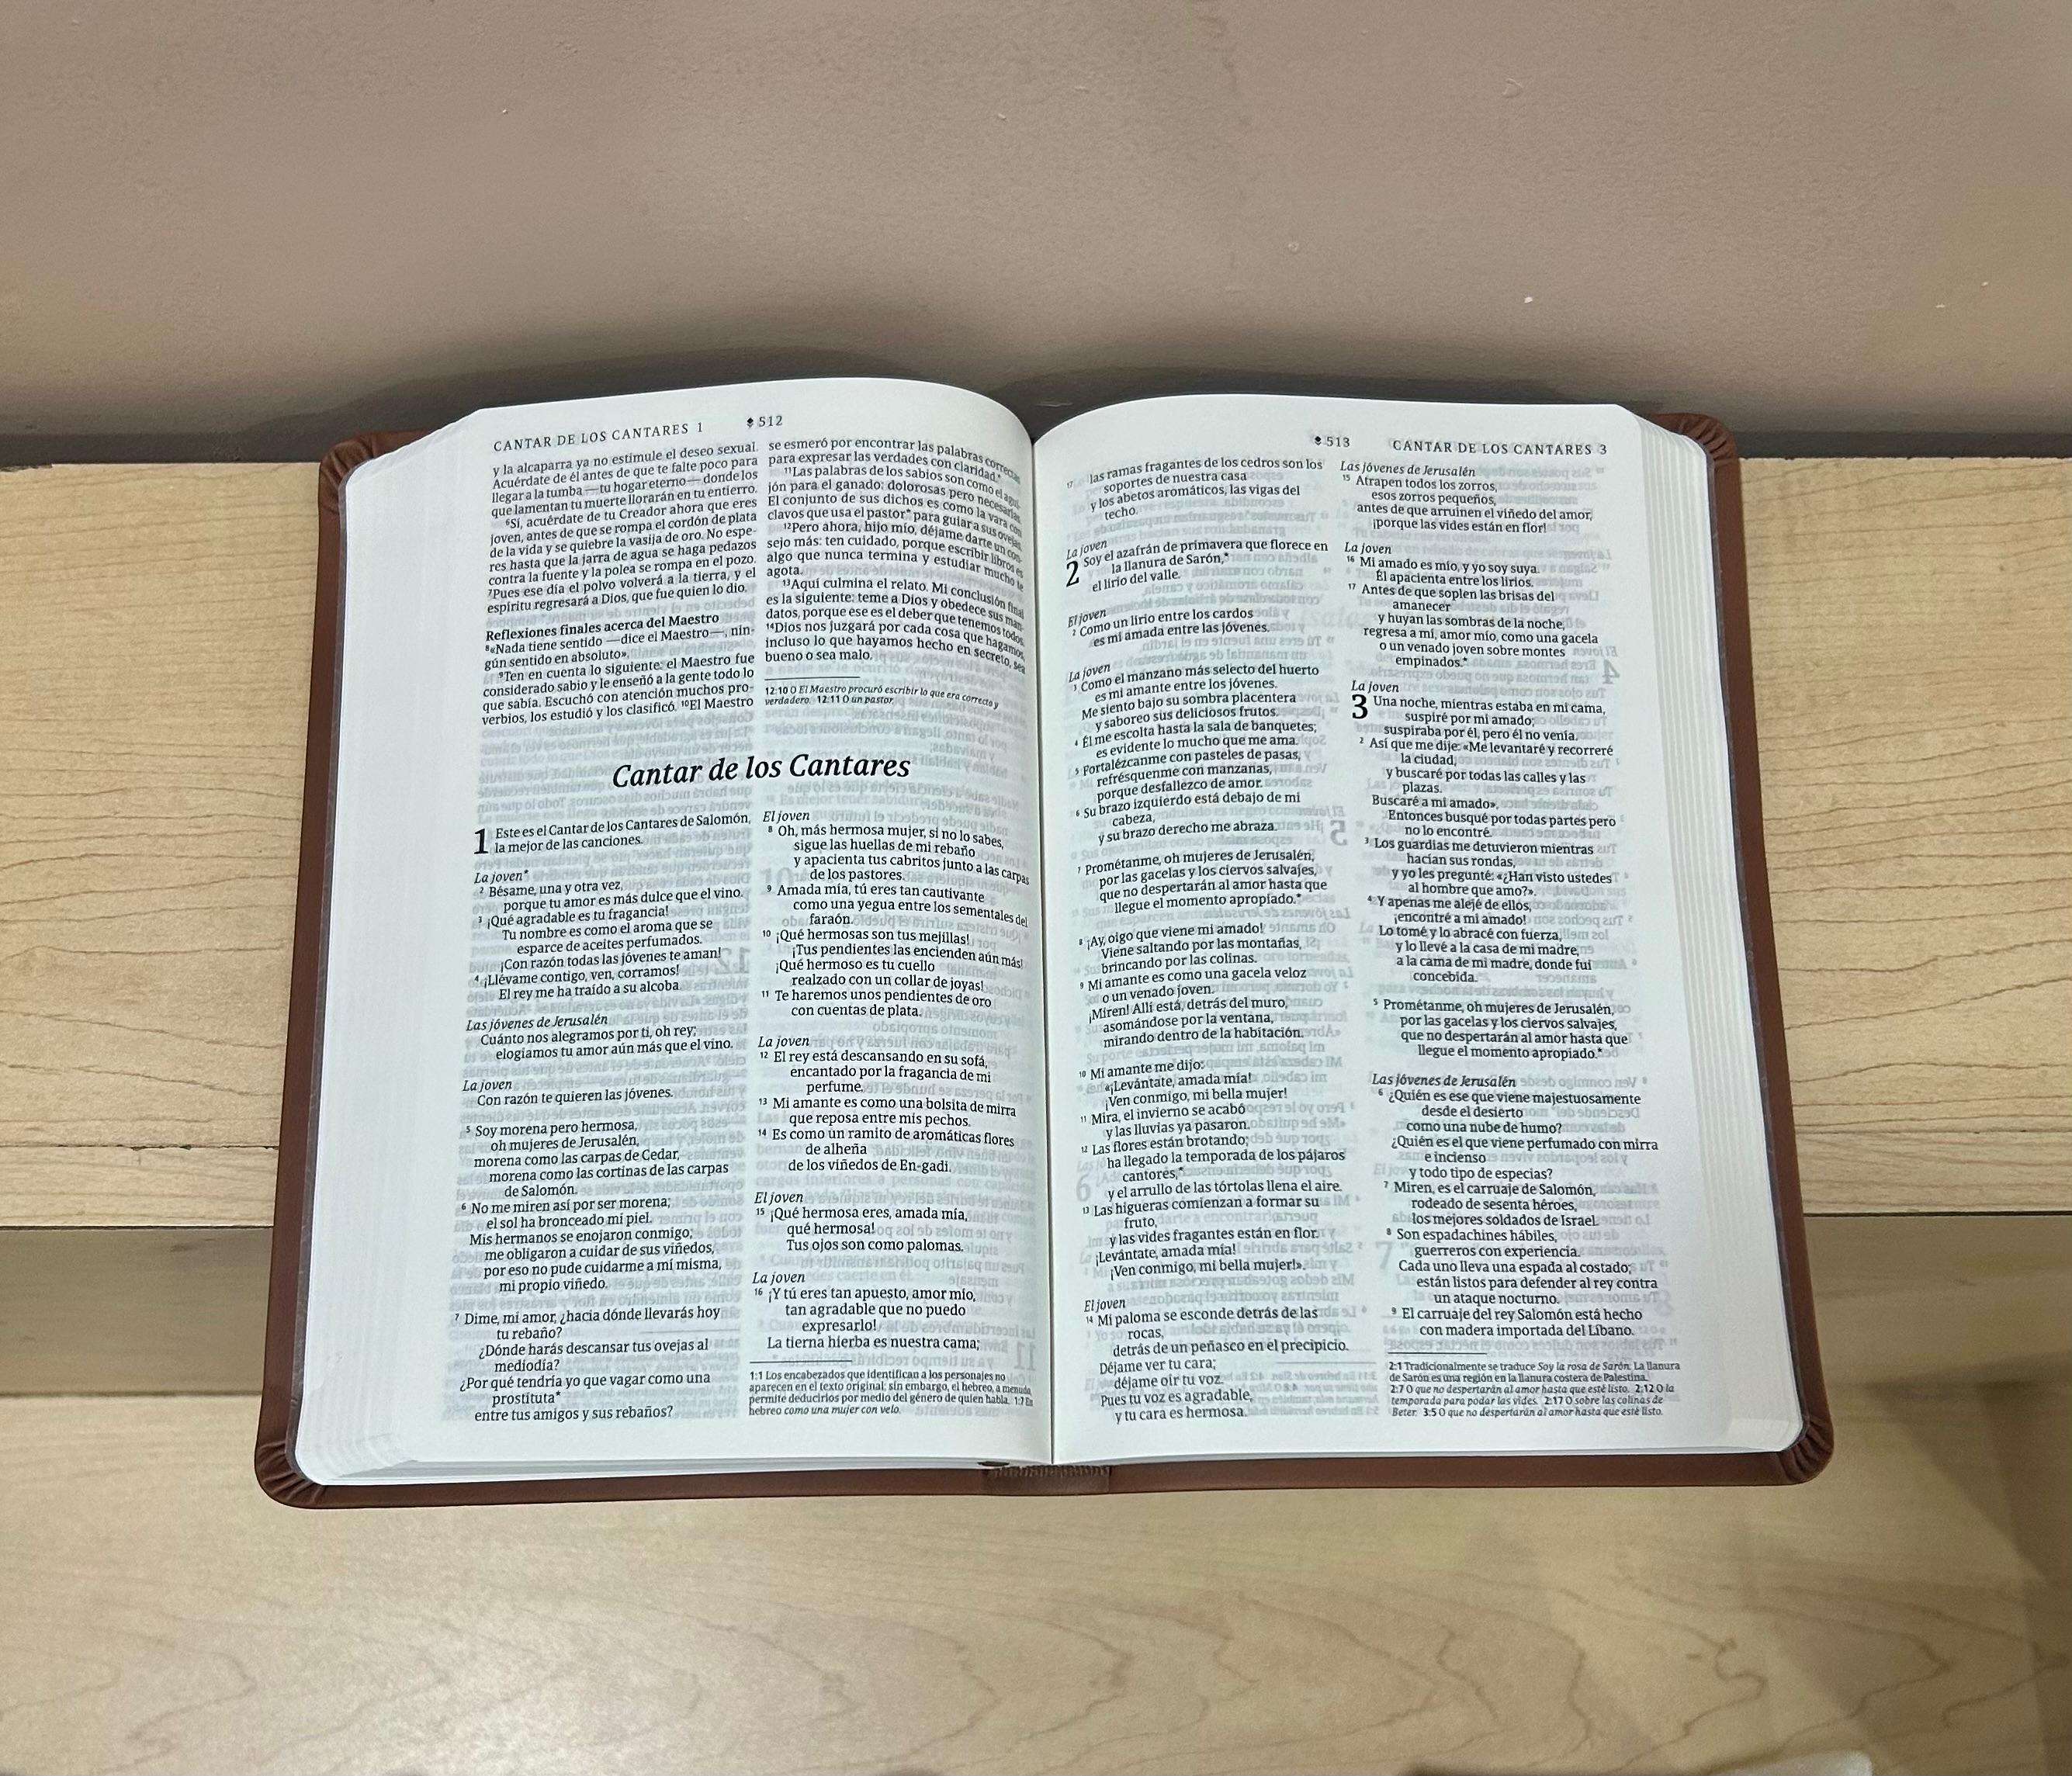 CANTAR DE LOS CANTARES 1
512
y la alcaparra ya no estimule el deseo sexual.
Acuérdate de él antes de que te falte poco para
llegar a la tumba —tu hogar eterno— donde los
que lamentan tu muerte llorarán en tu entierro.
6Sí, acuérdate de tu Creador ahora que eres
joven, antes de que se rompa el cordón de plata
de la vida y se quiebre la vasija de oro. No espe-
res hasta que la jarra de agua se haga pedazos
contra la fuente y la polea se rompa en el pozo.
7Pues ese día el polvo volverá a la tierra, y el
espíritu regresará a Dios, que fue quien lo dio.
Reflexiones finales acerca del Maestro
8«Nada tiene sentido —dice el Maestro—, nin-
gún sentido en absoluto».
9Ten en cuenta lo siguiente: el Maestro fue
considerado sabio y le enseñó a la gente todo lo
que sabía. Escuchó con atención muchos pro-
verbios, los estudió y los clasificó. 10El Maestro
se esmeró por encontrar las palabras correctas
para expresar las verdades con claridad.*
11Las palabras de los sabios son como el agui-
jón para el ganado: dolorosas pero necesarias.
El conjunto de sus dichos es como la vara con
clavos que usa el pastor* para guiar a sus ovejas.
12Pero ahora, hijo mío, déjame darte un con-
sejo más: ten cuidado, porque escribir libros es
algo que nunca termina y estudiar mucho te
agota.
13Aquí culmina el relato. Mi conclusión final
es la siguiente: teme a Dios y obedece sus man-
datos, porque ese es el deber que tenemos todos.
14Dios nos juzgará por cada cosa que hagamos,
incluso lo que hayamos hecho en secreto, sea
bueno o sea malo.
12:10 O El Maestro procuró escribir lo que era correcto y
verdadero. 12:11 O un pastor.
Cantar de los Cantares
1 Este es el Cantar de los Cantares de Salomón,
la mejor de las canciones.
La joven*
2 Bésame, una y otra vez,
porque tu amor es más dulce que el vino.
3 ¡Qué agradable es tu fragancia!
Tu nombre es como el aroma que se
esparce de aceites perfumados.
¡Con razón todas las jóvenes te aman!
4 ¡Llévame contigo, ven, corramos!
El rey me ha traído a su alcoba.
Las jóvenes de Jerusalén
Cuánto nos alegramos por ti, oh rey;
elogiamos tu amor aún más que el vino.
La joven
Con razón te quieren las jóvenes.
5 Soy morena pero hermosa,
oh mujeres de Jerusalén,
morena como las carpas de Cedar,
morena como las cortinas de las carpas
de Salomón.
6 No me miren así por ser morena;
el sol ha bronceado mi piel.
Mis hermanos se enojaron conmigo;
me obligaron a cuidar de sus viñedos,
por eso no pude cuidarme a mí misma,
mi propio viñedo.
7 Dime, mi amor, ¿hacia dónde llevarás hoy
tu rebaño?
¿Dónde harás descansar tus ovejas al
mediodía?
¿Por qué tendría yo que vagar como una
prostituta*
entre tus amigos y sus rebaños?
El joven
8 Oh, más hermosa mujer, si no lo sabes,
sigue las huellas de mi rebaño
y apacienta tus cabritos junto a las carpas
de los pastores.
9 Amada mía, tú eres tan cautivante
como una yegua entre los sementales del
faraón.
10 ¡Qué hermosas son tus mejillas!
¡Tus pendientes las encienden aún más!
¡Qué hermoso es tu cuello
realzado con un collar de joyas!
11 Te haremos unos pendientes de oro
con cuentas de plata.
La joven
12 El rey está descansando en su sofá,
encantado por la fragancia de mi
perfume.
13 Mi amante es como una bolsita de mirra
que reposa entre mis pechos.
14 Es como un ramito de aromáticas flores
de alheña
de los viñedos de En-gadi.
El joven
15 ¡Qué hermosa eres, amada mía,
qué hermosa!
Tus ojos son como palomas.
La joven
16 ¡Y tú eres tan apuesto, amor mío,
tan agradable que no puedo
expresarlo!
La tierna hierba es nuestra cama;
1:1 Los encabezados que identifican a los personajes no
aparecen en el texto original; sin embargo, el hebreo, a menudo,
permite deducirlos por medio del género de quien habla. 1:7 En
hebreo como una mujer con velo.
513
CANTAR DE LOS CANTARES 3
17 las ramas fragantes de los cedros son los
soportes de nuestra casa
y los abetos aromáticos, las vigas del
techo.
La joven
2 Soy el azafrán de primavera que florece en
la llanura de Sarón,*
el lirio del valle.
El joven
2 Como un lirio entre los cardos
es mi amada entre las jóvenes.
La joven
3 Como el manzano más selecto del huerto
es mi amante entre los jóvenes.
Me siento bajo su sombra placentera
y saboreo sus deliciosos frutos.
4 Él me escolta hasta la sala de banquetes;
es evidente lo mucho que me ama.
5 Fortalézcanme con pasteles de pasas,
refrésquenme con manzanas,
porque desfallezco de amor.
6 Su brazo izquierdo está debajo de mi
cabeza,
y su brazo derecho me abraza.
7 Prométanme, oh mujeres de Jerusalén,
por las gacelas y los ciervos salvajes,
que no despertarán al amor hasta que
llegue el momento apropiado.*
8 ¡Ay, oigo que viene mi amado!
Viene saltando por las montañas,
brincando por las colinas.
9 Mi amante es como una gacela veloz
o un venado joven.
¡Miren! Allí está, detrás del muro,
asomándose por la ventana,
mirando dentro de la habitación.
10 Mi amante me dijo:
«¡Levántate, amada mía!
¡Ven conmigo, mi bella mujer!
11 Mira, el invierno se acabó
y las lluvias ya pasaron.
12 Las flores están brotando;
ha llegado la temporada de los pájaros
cantores,*
y el arrullo de las tórtolas llena el aire.
13 Las higueras comienzan a formar su
fruto,
y las vides fragantes están en flor.
¡Levántate, amada mía!
¡Ven conmigo, mi bella mujer!».
El joven
14 Mi paloma se esconde detrás de las
rocas,
detrás de un peñasco en el precipicio.
Déjame ver tu cara;
déjame oír tu voz.
Pues tu voz es agradable,
y tu cara es hermosa.
Las jóvenes de Jerusalén
15 Atrapen todos los zorros,
esos zorros pequeños,
antes de que arruinen el viñedo del amor,
¡porque las vides están en flor!
La joven
16 Mi amado es mío, y yo soy suya.
Él apacienta entre los lirios.
17 Antes de que soplen las brisas del
amanecer
y huyan las sombras de la noche,
regresa a mí, amor mío, como una gacela
o un venado joven sobre montes
empinados.*
La joven
3 Una noche, mientras estaba en mi cama,
suspiré por mi amado;
suspiraba por él, pero él no venía.
2 Así que me dije: «Me levantaré y recorreré
la ciudad,
y buscaré por todas las calles y las
plazas.
Buscaré a mi amado».
Entonces busqué por todas partes pero
no lo encontré.
3 Los guardias me detuvieron mientras
hacían sus rondas,
y yo les pregunté: «¿Han visto ustedes
al hombre que amo?».
4 Y apenas me alejé de ellos,
¡encontré a mi amado!
Lo tomé y lo abracé con fuerza,
y lo llevé a la casa de mi madre,
a la cama de mi madre, donde fui
concebida.
5 Prométanme, oh mujeres de Jerusalén,
por las gacelas y los ciervos salvajes,
que no despertarán al amor hasta que
llegue el momento apropiado.*
Las jóvenes de Jerusalén
6 ¿Quién es ese que viene majestuosamente
desde el desierto
como una nube de humo?
¿Quién es el que viene perfumado con mirra
e incienso
y todo tipo de especias?
7 Miren, es el carruaje de Salomón,
rodeado de sesenta héroes,
los mejores soldados de Israel.
8 Son espadachines hábiles,
guerreros con experiencia.
Cada uno lleva una espada al costado;
están listos para defender al rey contra
un ataque nocturno.
9 El carruaje del rey Salomón está hecho
con madera importada del Líbano.
2:1 Tradicionalmente se traduce Soy la rosa de Sarón. La llanura
de Sarón es una región en la llanura costera de Palestina.
2:7 O que no despertarán al amor hasta que esté listo. 2:12 O la
temporada para podar las vides. 2:17 O sobre las colinas de
Beter. 3:5 O que no despertarán al amor hasta que esté listo.